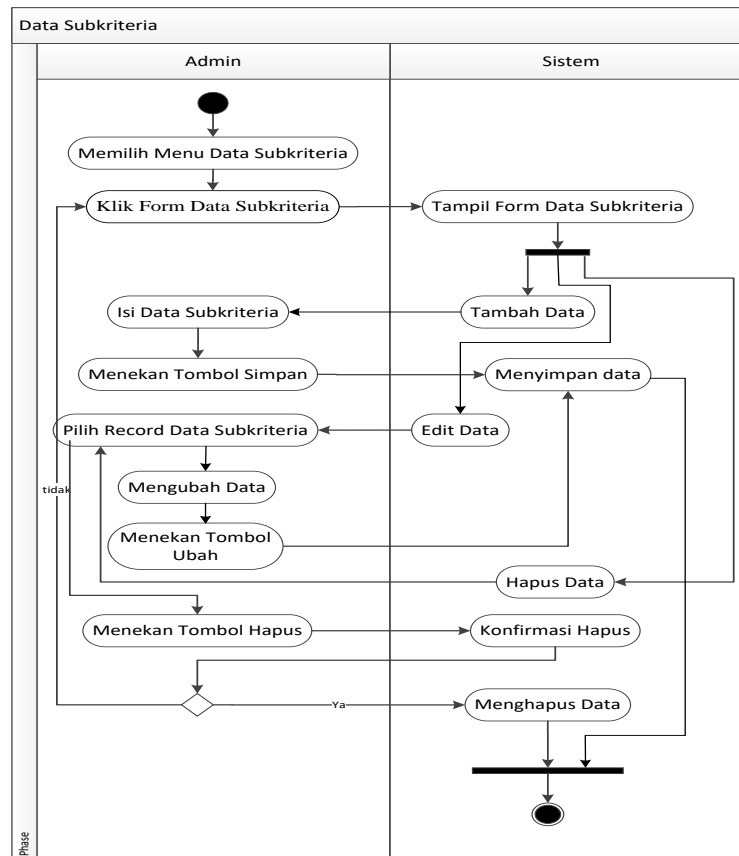 Data Subkriteria
Admin
Sistem
Memilih Menu Data Subkriteria
Klik Form Data Subkriteria
Tampil Form Data Subkriteria
Isi Data Subkriteria
Tambah Data
Menekan Tombol Simpan
Menyimpan data
Pilih Record Data Subkriteria
Edit Data
tidak
Mengubah Data
Menekan Tombol
Ubah
Hapus Data
Menekan Tombol Hapus
Konfirmasi Hapus
Ya
Menghapus Data
Phase